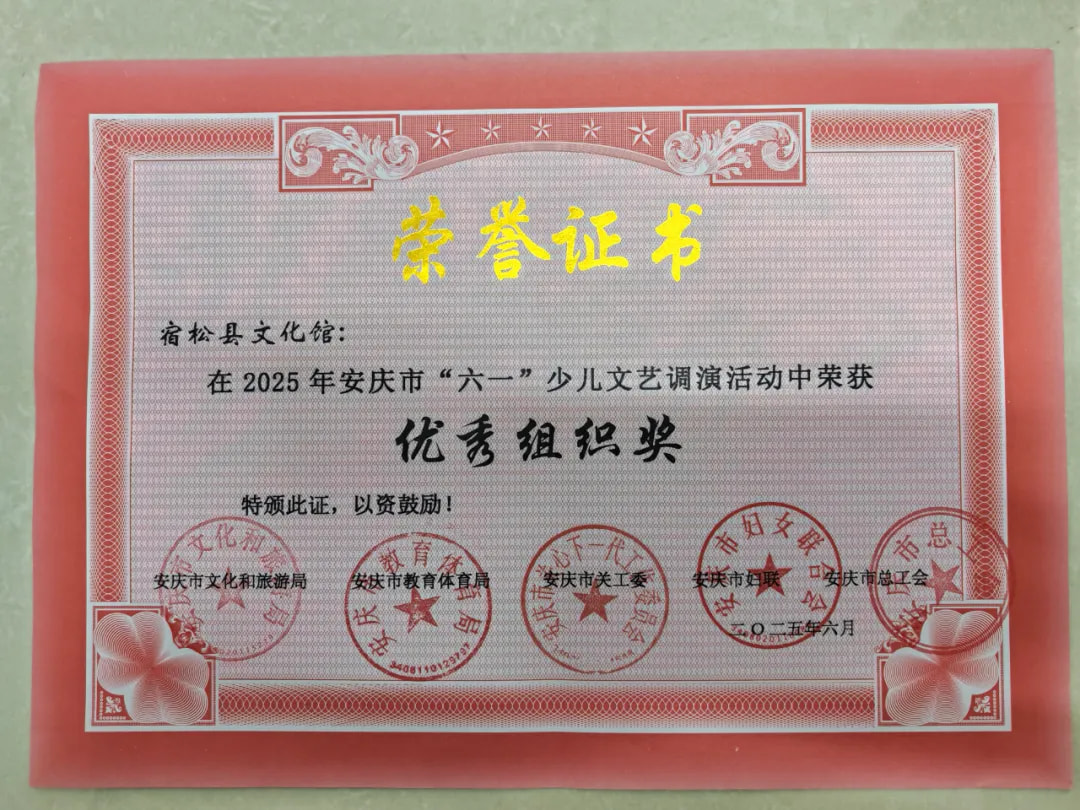 荣誉证书
宿松县文化馆:
在2025年安庆市“六一”少儿文艺调演活动中荣获
优秀组织奖
特颁此证，以资鼓励！
安庆市文化和旅游局 安庆市教育体育局 安庆市关工委 安庆市妇联 安庆市总工会
二〇二五年六月